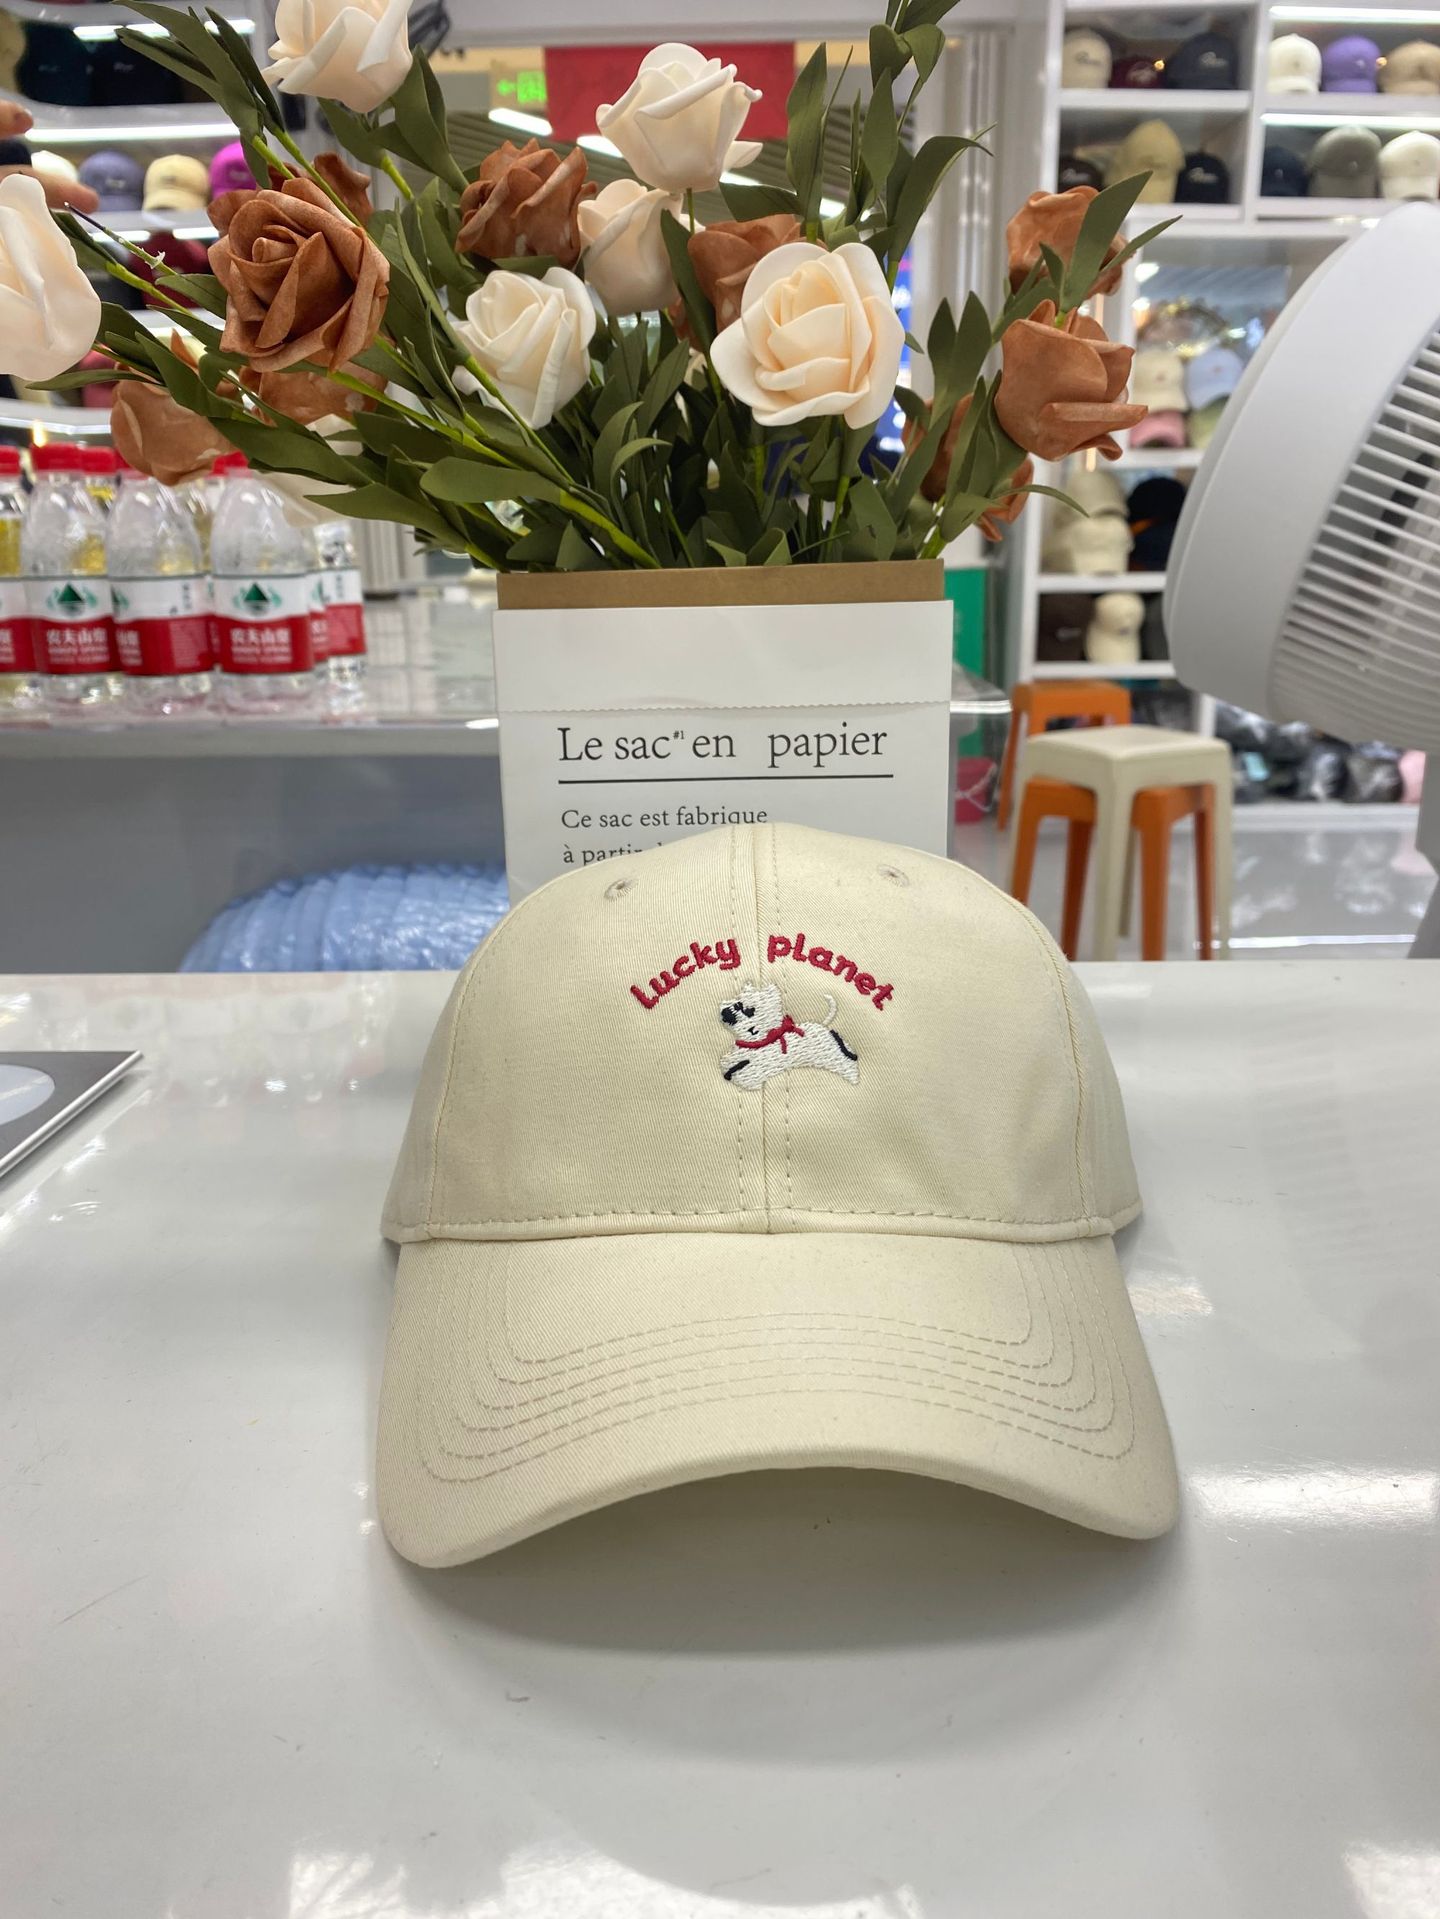 Le sac#1 en papier
Ce sac est fabrique
à partir
lucky planet
农夫山泉
农夫山泉